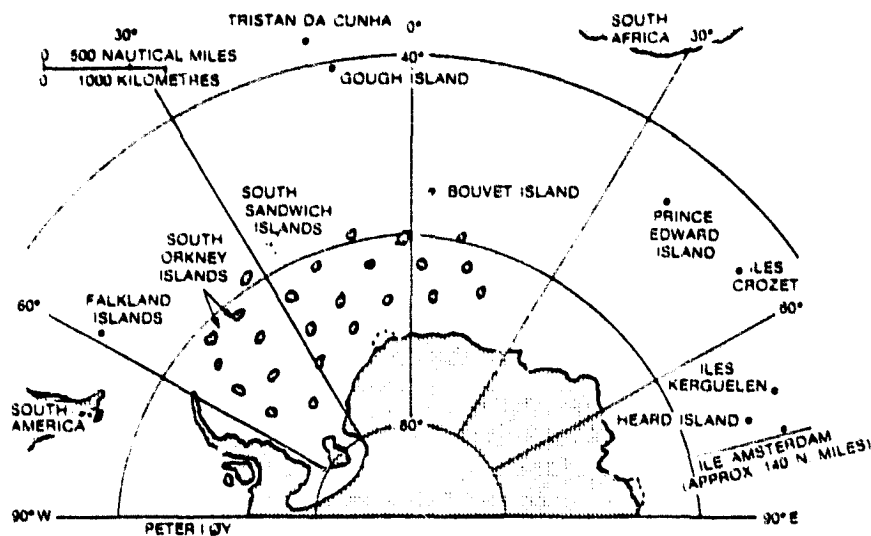 TRISTAN DA CUNHA
0°
SOUTH
AFRICA
30°
30°
0 500 NAUTICAL MILES
0 1000 KILOMETRES
40°
GOUGH ISLAND
BOUVET ISLAND
SOUTH
SANDWICH
ISLANDS
PRINCE
EDWARD
ISLAND
SOUTH
ORKNEY
ISLANDS
ILES
CROZET
60°
FALKLAND
ISLANDS
60°
ILES
KERGUELEN
SOUTH
AMERICA
HEARD ISLAND
80°
ILE AMSTERDAM
(APPROX 140 N MILES)
90° W
90° E
PETER I ØY